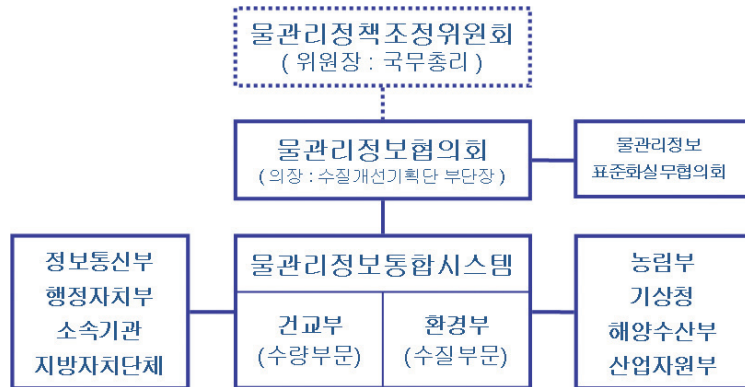 물관리정책조정위원회
( 위원장 : 국무총리 )
물관리정보협의회
( 의장 : 수질개선기획단 부단장 )
물관리정보
표준화실무협의회
정보통신부
행정자치부
소속기관
지방자치단체
물관리정보통합시스템
건교부
(수량부문)
환경부
(수질부문)
농림부
기상청
해양수산부
산업자원부